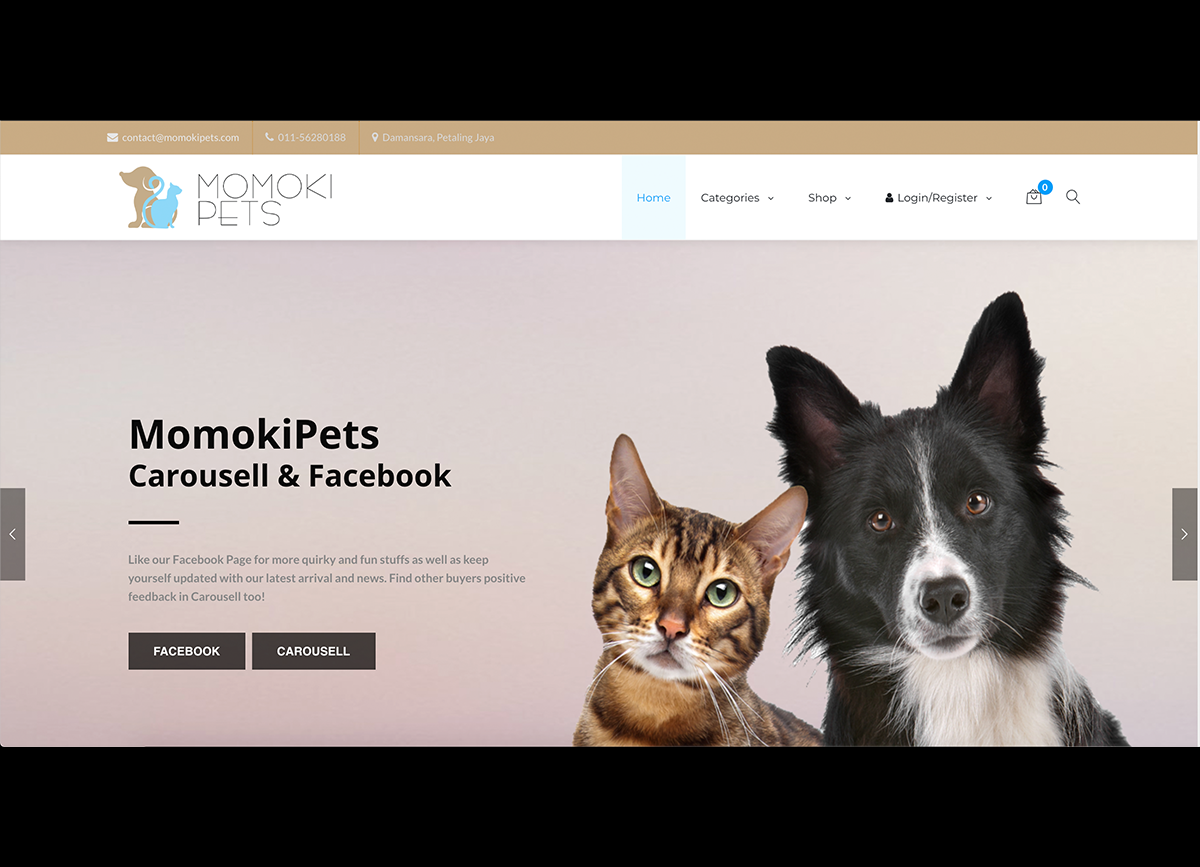 contact@momokipets.com 011-56280188 Damansara, Petaling Jaya
MOMOKI
PETS
Home Categories Shop Login/Register 0
MomokiPets
Carousell & Facebook
Like our Facebook Page for more quirky and fun stuffs as well as keep
yourself updated with our latest arrival and news. Find other buyers positive
feedback in Carousell too!
FACEBOOK CAROUSELL